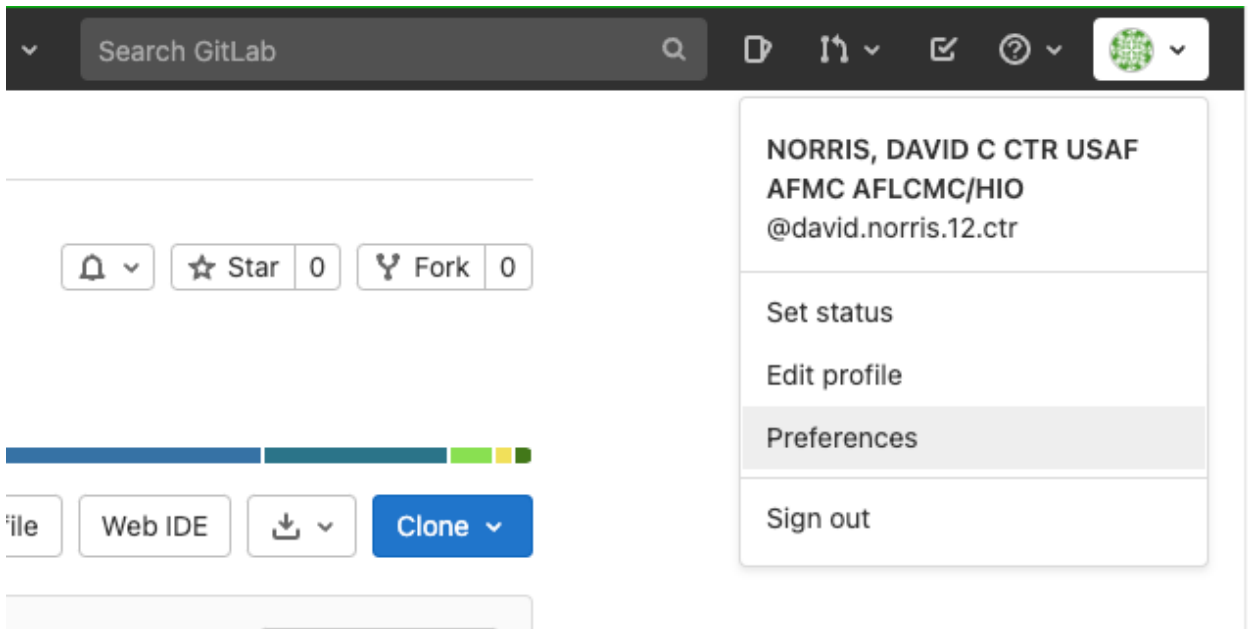 Search GitLab
NORRIS, DAVID C CTR USAF
AFMC AFLCMC/HIO
@david.norris.12.ctr
Star 0
Fork 0
Set status
Edit profile
Preferences
Web IDE
Clone
Sign out